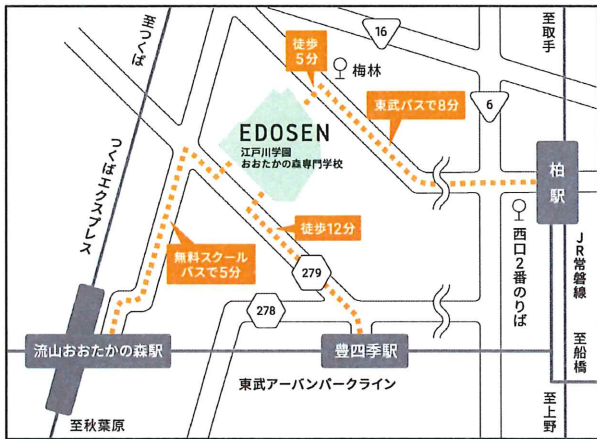 至つくば
つくばエクスプレス
徒歩
5分
梅林
16
至取手
東武バスで8分
6
EDOSEN
江戸川学園
おおたかの森専門学校
柏駅
徒歩12分
無料スクール
バスで5分
279
278
西口2番のりば
JR常磐線
流山おおたかの森駅
豊四季駅
至船橋
東武アーバンパークライン
至秋葉原
至上野